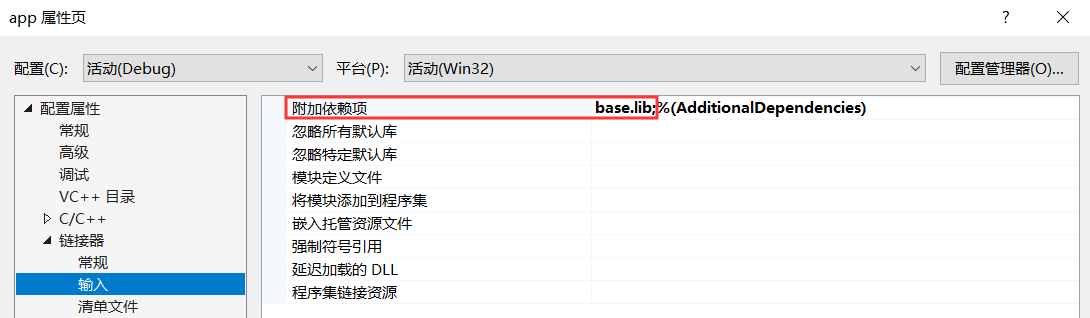 app 属性页
配置(C): 活动(Debug) 平台(P): 活动(Win32) 配置管理器(O)...
配置属性
常规
高级
调试
VC++ 目录
C/C++
链接器
常规
输入
清单文件
附加依赖项 base.lib;%(AdditionalDependencies)
忽略所有默认库
忽略特定默认库
模块定义文件
将模块添加到程序集
嵌入托管资源文件
强制符号引用
延迟加载的 DLL
程序集链接资源